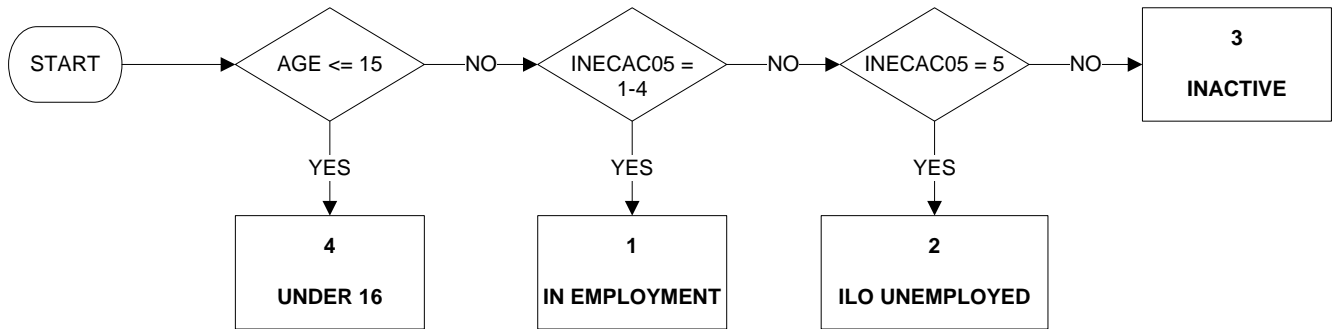 START
AGE <= 15
NO
INECAC05 =
1-4
NO
INECAC05 = 5
NO
3
INACTIVE
YES
YES
YES
4
UNDER 16
1
IN EMPLOYMENT
2
ILO UNEMPLOYED